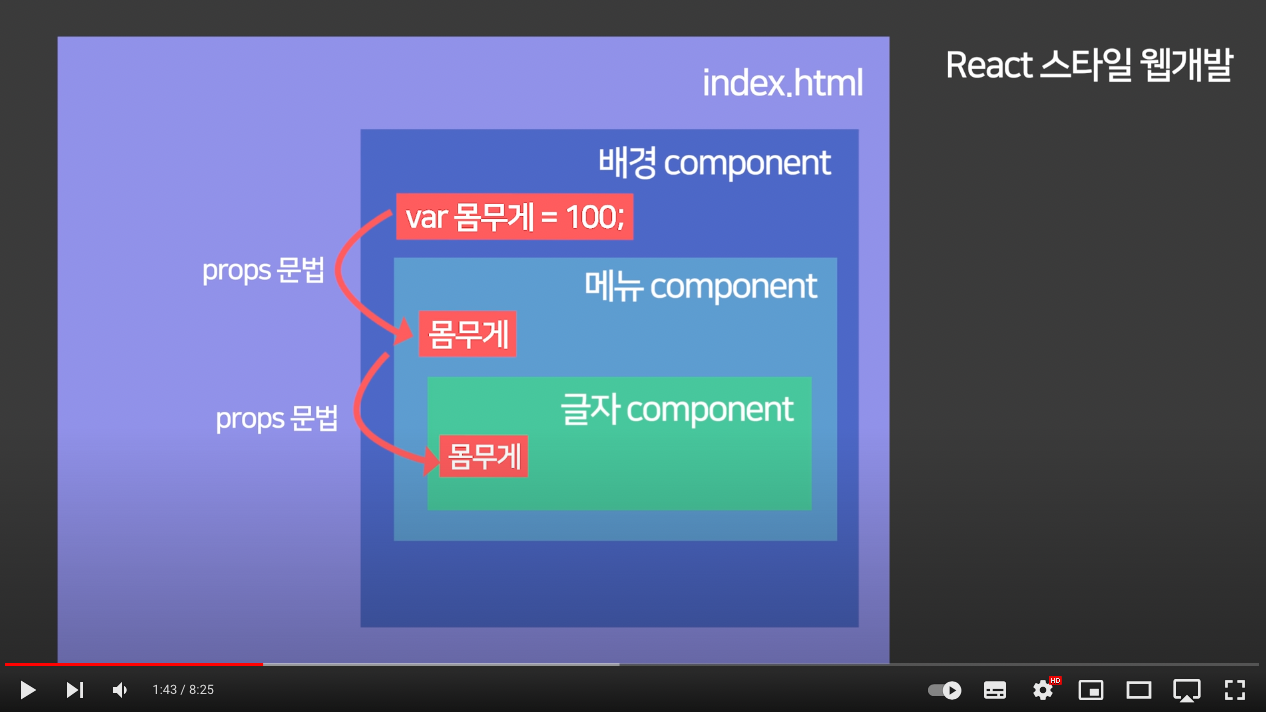 React 스타일 웹개발
index.html
배경 component
var 몸무게 = 100;
props 문법
메뉴 component
몸무게
props 문법
글자 component
몸무게
1:43 / 8:25
HD